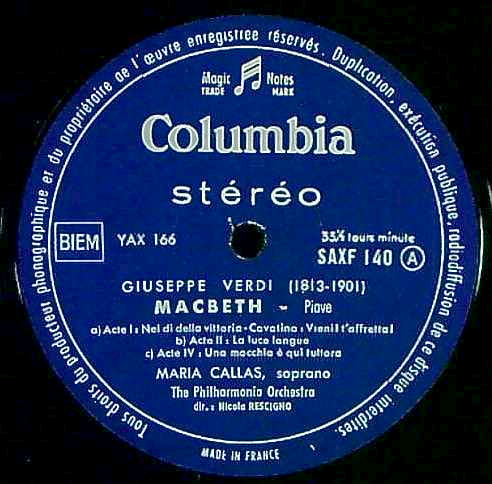 Tous droits du producteur phonographique et du propriétaire de l'œuvre enregistrée réservés. Duplication, exécution publique, radiodiffusion de ce disque interdites.
Magic Notes
TRADE MARK
Columbia
stéréo
BIEM YAX 166
33⅓ tours minute
SAXF 140 A
GIUSEPPE VERDI (1813-1901)
MACBETH - Piave
a) Acte I : Nel di della vittoria - Cavatina : Vieni ! t'affretta !
b) Acte II : La luce langue
c) Acte IV : Una macchia è qui tuttora
MARIA CALLAS, soprano
The Philharmonia Orchestra
dir. : Nicola RESCIGNO
MADE IN FRANCE